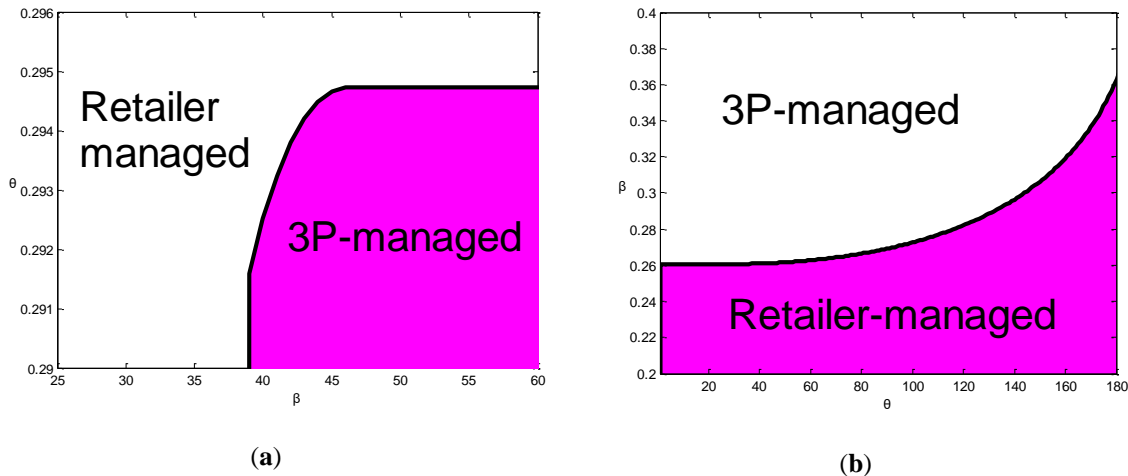 0.296
0.295
0.294
0.293
0.292
0.291
0.29
θ
Retailer
managed
3P-managed
25 30 35 40 45 50 55 60
β
(a)
0.4
0.38
0.36
0.34
0.32
0.3
0.28
0.26
0.24
0.22
0.2
β
3P-managed
Retailer-managed
20 40 60 80 100 120 140 160 180
θ
(b)